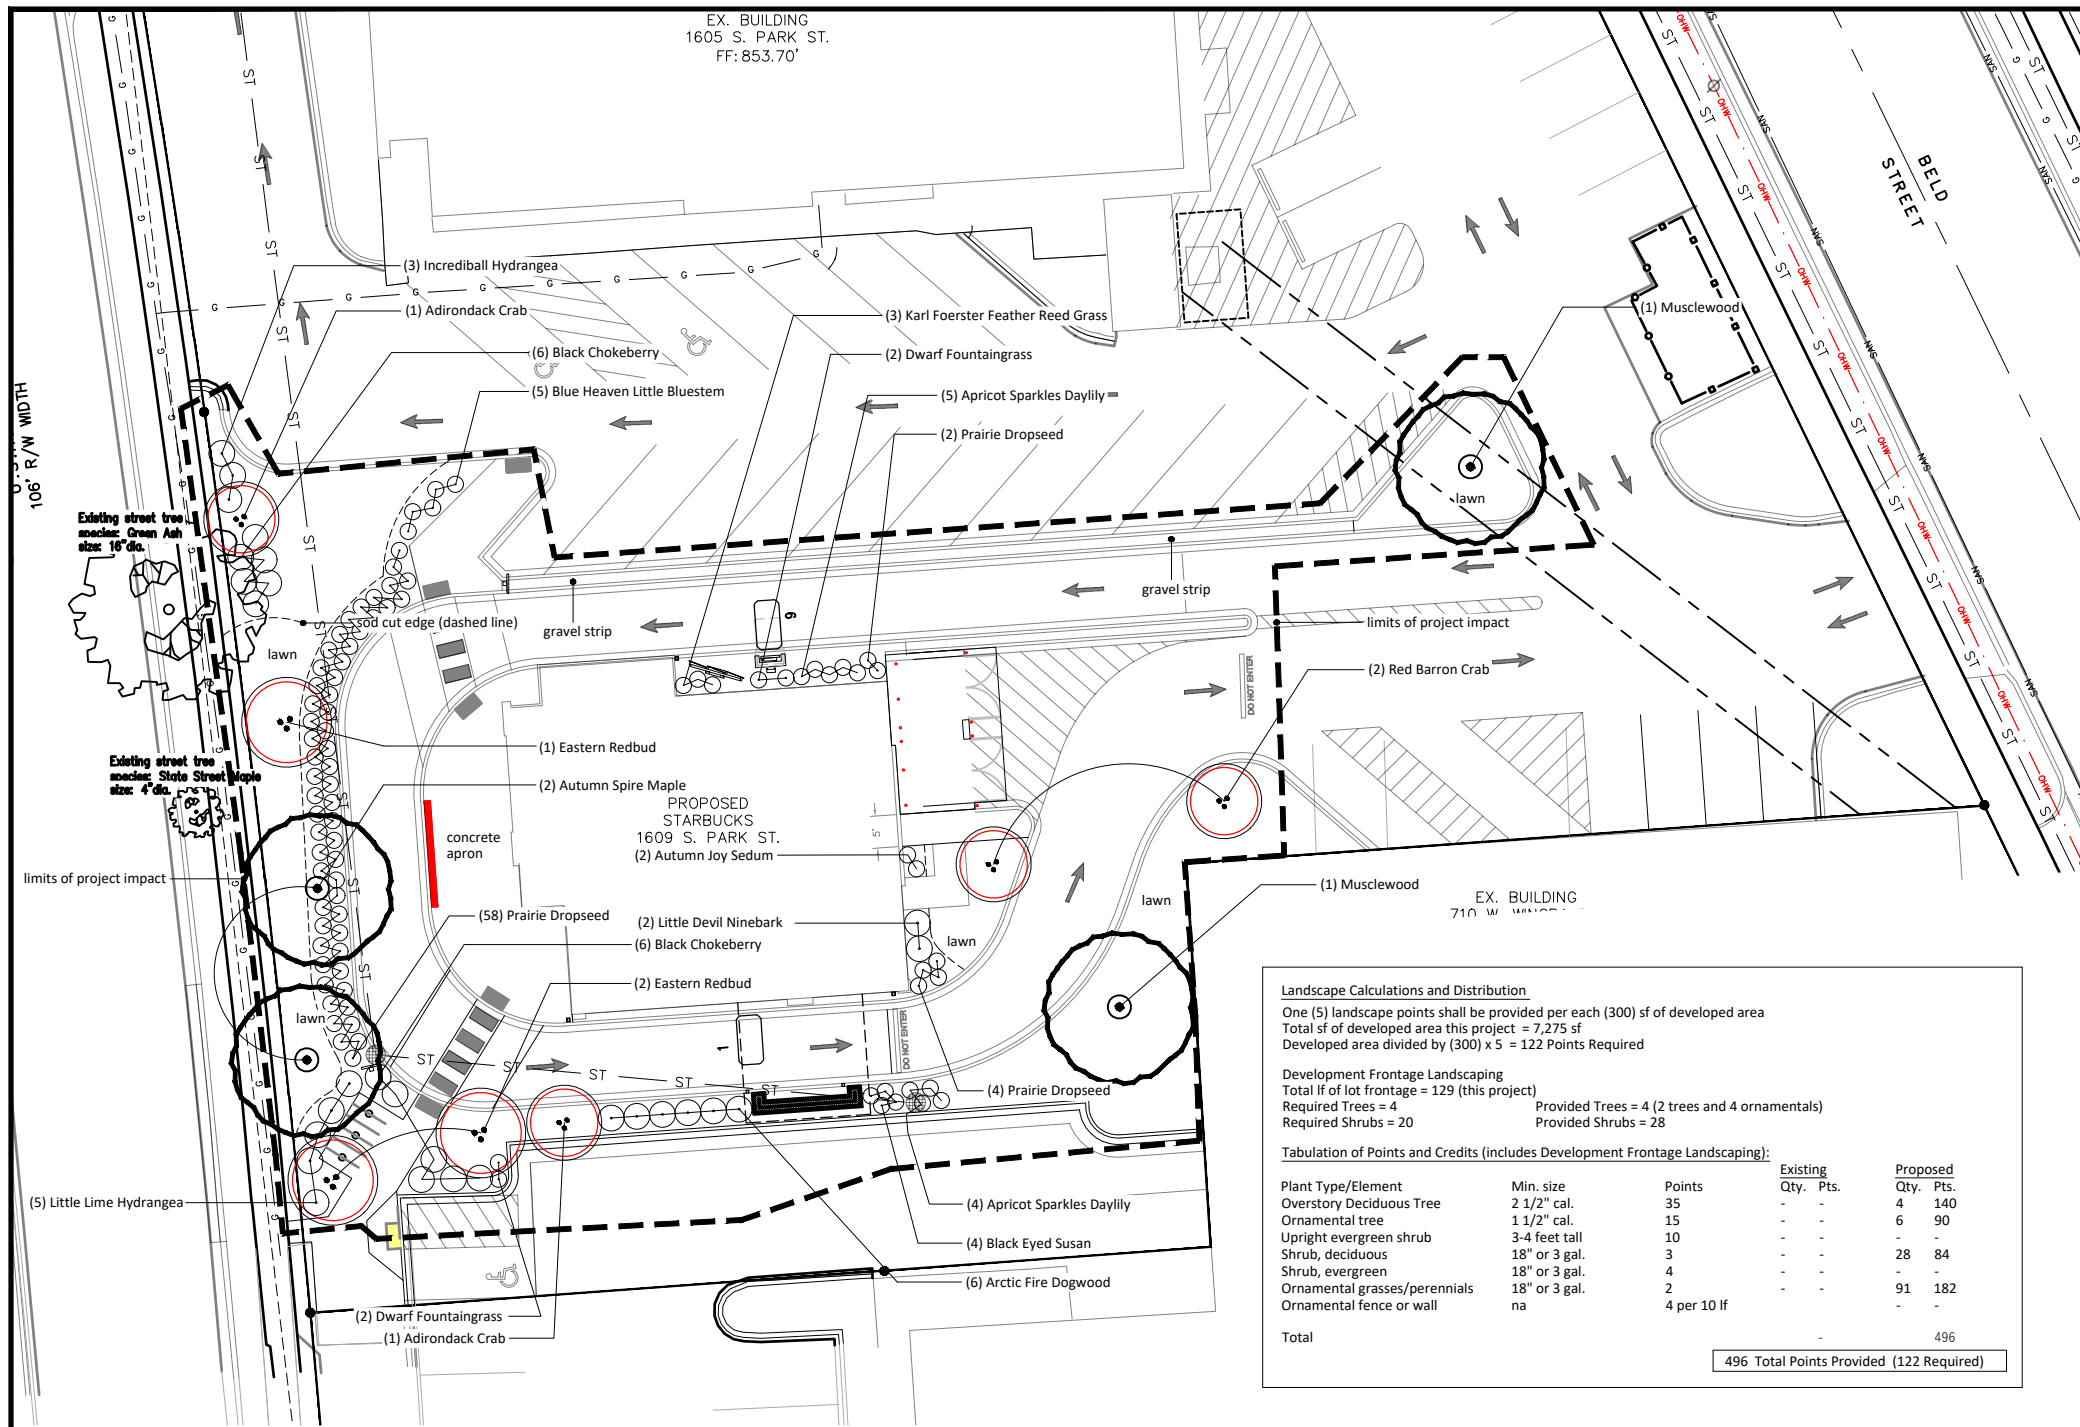 EX. BUILDING
1605 S. PARK ST.
FF: 853.70'
BELD
STREET
106' R/W WIDTH
(3) Incrediball Hydrangea
(1) Adirondack Crab
(6) Black Chokeberry
(5) Blue Heaven Little Bluestem
(3) Karl Foerster Feather Reed Grass
(2) Dwarf Fountaingrass
(5) Apricot Sparkles Daylily
(2) Prairie Dropseed
(1) Musclewood
lawn
Existing street tree
species: Green Ash
size: 16"dia.
sod cut edge (dashed line)
lawn
gravel strip
gravel strip
9
limits of project impact
(2) Red Barron Crab
DO NOT ENTER
(1) Eastern Redbud
Existing street tree
species: State Street Maple
size: 4"dia.
(2) Autumn Spire Maple
PROPOSED
STARBUCKS
1609 S. PARK ST.
concrete
apron
5'
(2) Autumn Joy Sedum
limits of project impact
(58) Prairie Dropseed
(2) Little Devil Ninebark
(6) Black Chokeberry
lawn
lawn
(1) Musclewood
EX. BUILDING
(2) Eastern Redbud
lawn
1
DO NOT ENTER
(4) Prairie Dropseed
(5) Little Lime Hydrangea
(4) Apricot Sparkles Daylily
(4) Black Eyed Susan
(6) Arctic Fire Dogwood
(2) Dwarf Fountaingrass
(1) Adirondack Crab
G
ST
SAN
OHW
Landscape Calculations and Distribution
One (5) landscape points shall be provided per each (300) sf of developed area
Total sf of developed area this project = 7,275 sf
Developed area divided by (300) x 5 = 122 Points Required
Development Frontage Landscaping
Total lf of lot frontage = 129 (this project)
Required Trees = 4 Provided Trees = 4 (2 trees and 4 ornamentals)
Required Shrubs = 20 Provided Shrubs = 28
Tabulation of Points and Credits (includes Development Frontage Landscaping):
Existing Proposed
Plant Type/Element Min. size Points Qty. Pts. Qty. Pts.
Overstory Deciduous Tree 2 1/2" cal. 35 - - 4 140
Ornamental tree 1 1/2" cal. 15 - - 6 90
Upright evergreen shrub 3-4 feet tall 10 - - - -
Shrub, deciduous 18" or 3 gal. 3 - - 28 84
Shrub, evergreen 18" or 3 gal. 4 - - - -
Ornamental grasses/perennials 18" or 3 gal. 2 - - 91 182
Ornamental fence or wall na 4 per 10 lf - -
Total - 496
496 Total Points Provided (122 Required)